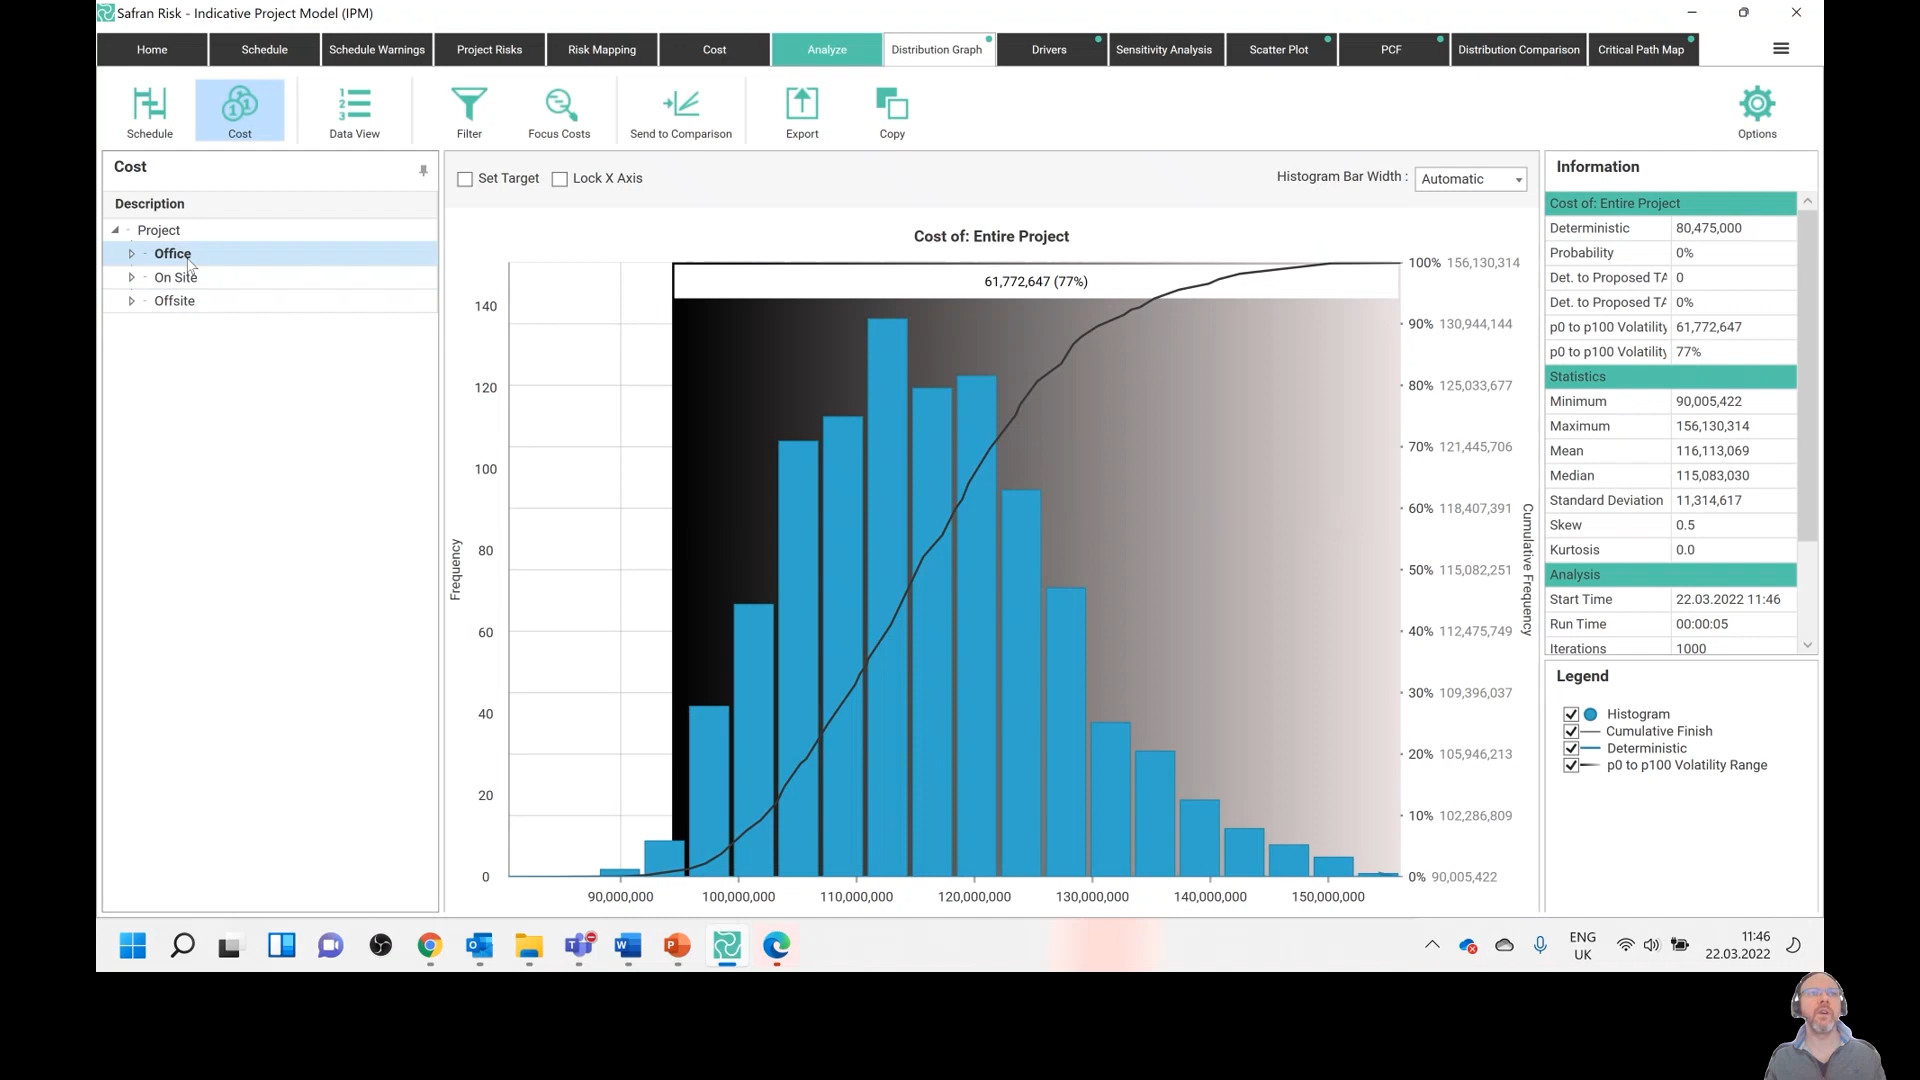 Safran Risk - Indicative Project Model (IPM)
Home Schedule Schedule Warnings Project Risks Risk Mapping Cost Analyze Distribution Graph Drivers Sensitivity Analysis Scatter Plot PCF Distribution Comparison Critical Path Map
Schedule Cost Data View Filter Focus Costs Send to Comparison Export Copy Options
Cost
Description
Project
Office
On Site
Offsite
Set Target Lock X Axis Histogram Bar Width : Automatic
Cost of: Entire Project
61,772,647 (77%)
Frequency
140
120
100
80
60
40
20
0
90,000,000 100,000,000 110,000,000 120,000,000 130,000,000 140,000,000 150,000,000
100% 156,130,314
90% 130,944,144
80% 125,033,677
70% 121,445,706
60% 118,407,391
50% 115,082,251
40% 112,475,749
30% 109,396,037
20% 105,946,213
10% 102,286,809
0% 90,005,422
Cumulative Frequency
Information
Cost of: Entire Project
Deterministic 80,475,000
Probability 0%
Det. to Proposed TA 0
Det. to Proposed TA 0%
p0 to p100 Volatility 61,772,647
p0 to p100 Volatility 77%
Statistics
Minimum 90,005,422
Maximum 156,130,314
Mean 116,113,069
Median 115,083,030
Standard Deviation 11,314,617
Skew 0.5
Kurtosis 0.0
Analysis
Start Time 22.03.2022 11:46
Run Time 00:00:05
Iterations 1000
Legend
Histogram
Cumulative Finish
Deterministic
p0 to p100 Volatility Range
ENG
UK
11:46
22.03.2022